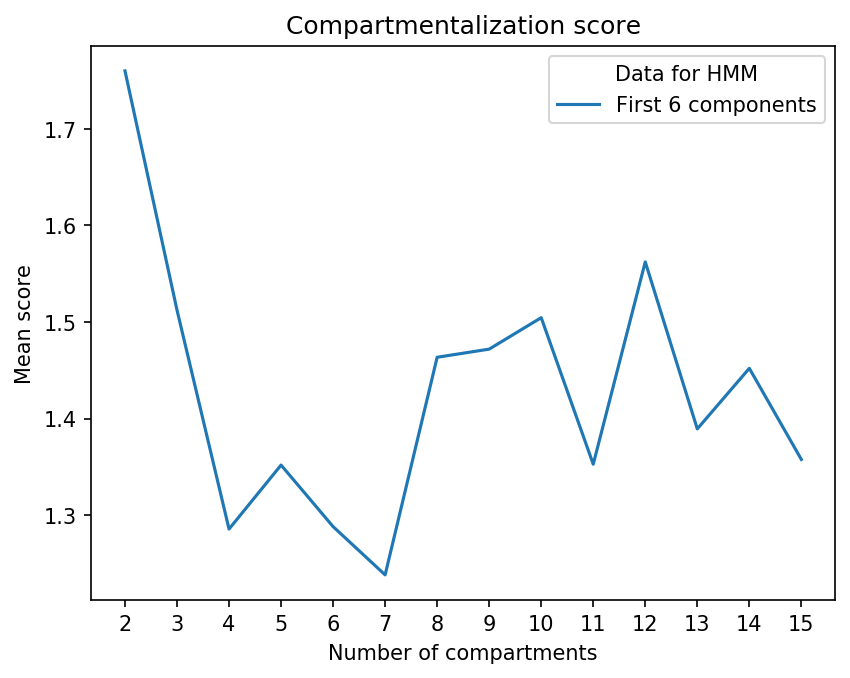 Compartmentalization score
Data for HMM
First 6 components
Mean score
1.7
1.6
1.5
1.4
1.3
2 3 4 5 6 7 8 9 10 11 12 13 14 15
Number of compartments